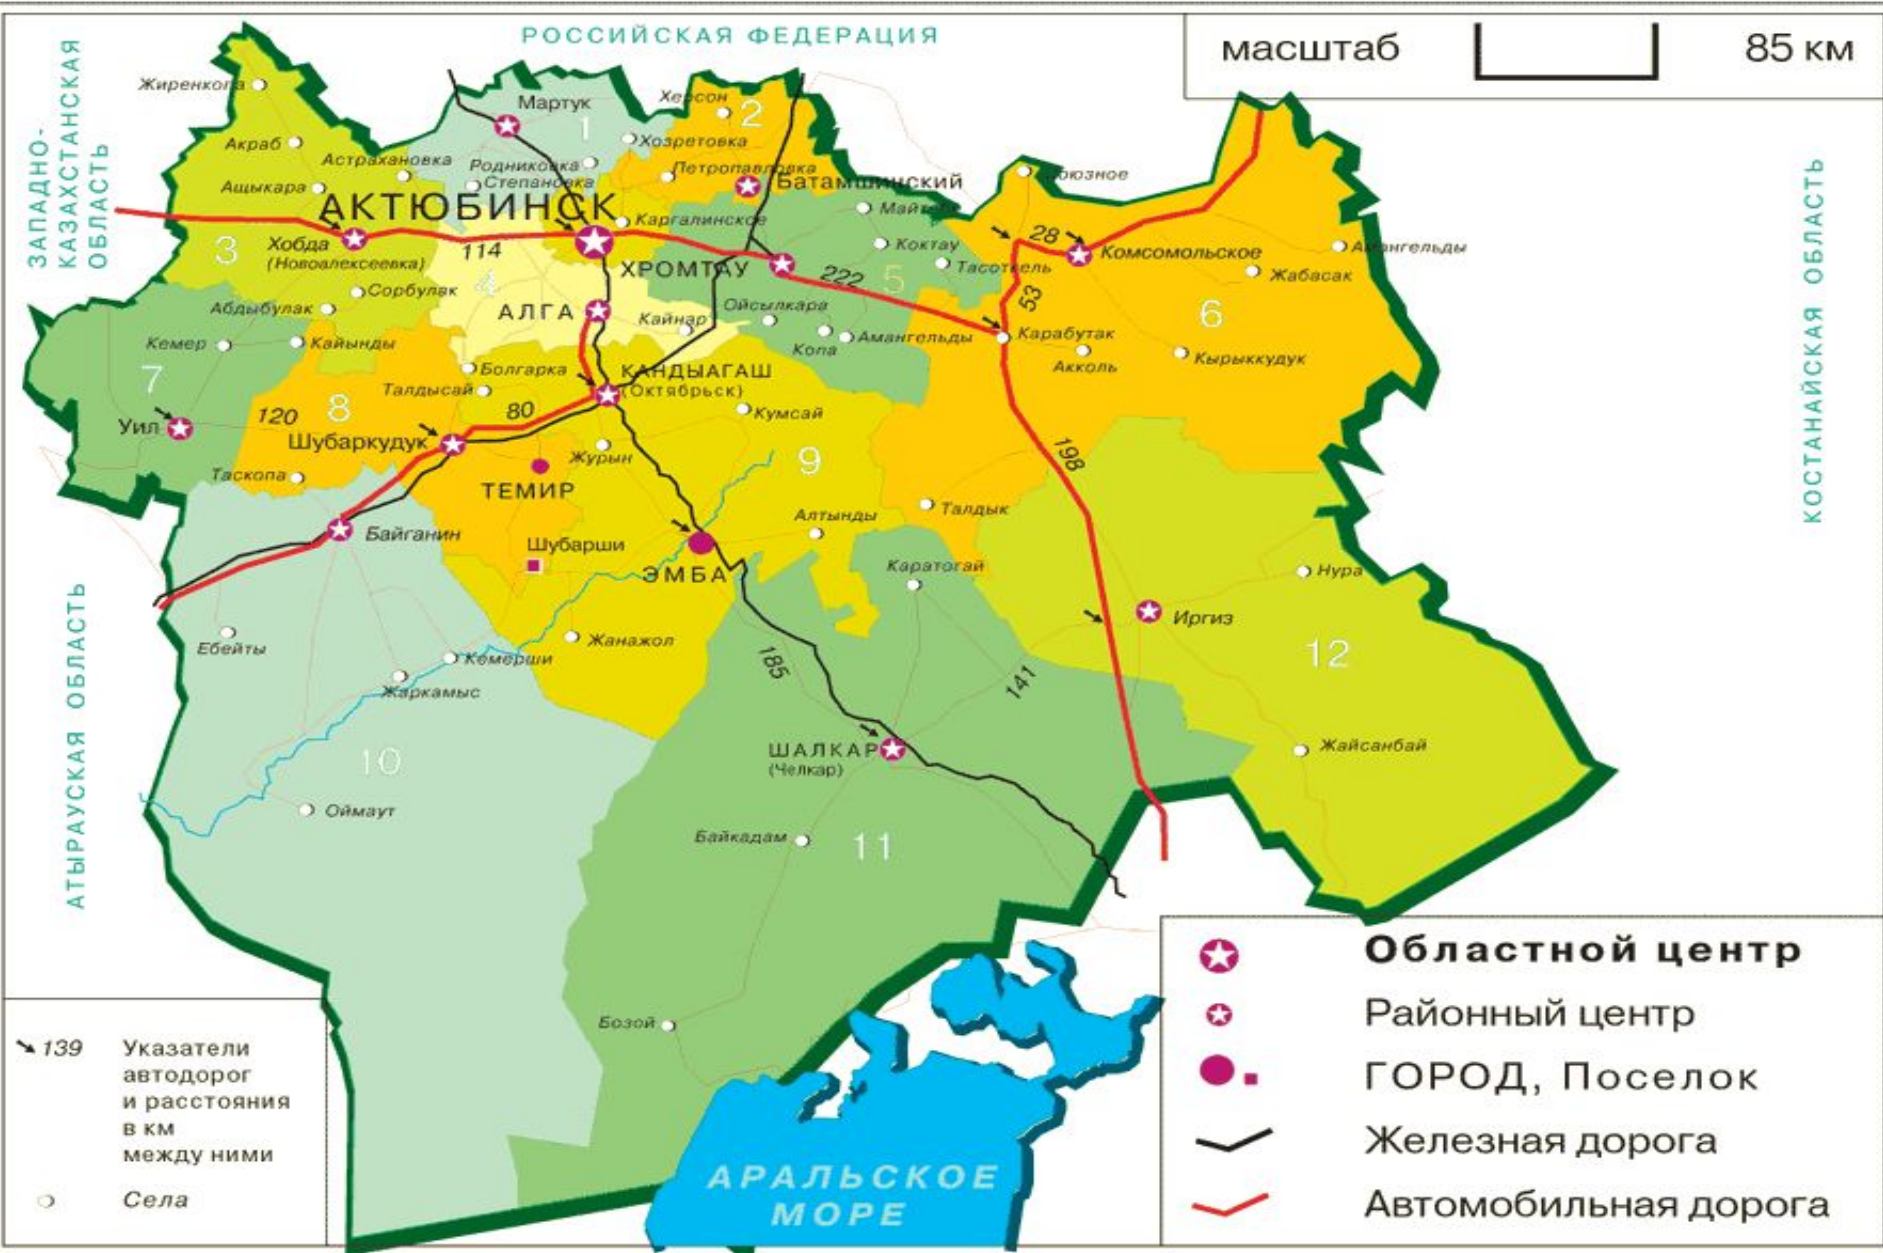 РОССИЙСКАЯ ФЕДЕРАЦИЯ
масштаб 85 км
ЗАПАДНО-
КАЗАХСТАНСКАЯ
ОБЛАСТЬ
КОСТАНАЙСКАЯ ОБЛАСТЬ
АТЫРАУСКАЯ ОБЛАСТЬ
Жиренкопа
Мартук
1
Херсон
2
Акраб
Хозретовка
Астрахановка
Родниковка
Петропавловка
Степановка
Батамшинский
Ащыкара
АКТЮБИНСК
Каргалинское
Майтобе
28
Комсомольское
Амангельды
3
Хобда
(Новоалексеевка)
114
ХРОМТАУ
222
Коктау
5
Тасоткель
Жабасак
Сорбулак
4
53
6
Абдыбулак
АЛГА
Кайнар
Ойсылкара
Копа
Амангельды
Карабутак
Акколь
Кырыккудук
Кемер
Кайынды
7
Болгарка
Талдысай
КАНДЫАГАШ
(Октябрьск)
Кумсай
120
8
80
Уил
Шубаркудук
Журын
9
198
Таскопа
ТЕМИР
Талдык
Алтынды
Байганин
Шубарши
ЭМБА
Каратогай
Нура
Иргиз
12
Ебейты
Кемерши
Жанажол
185
141
Жаркамыс
10
ШАЛКАР
(Челкар)
Жайсанбай
Оймаут
Байкадам
11
Бозой
АРАЛЬСКОЕ
МОРЕ
139
Указатели
автодорог
и расстояния
в км
между ними
Села
Областной центр
Районный центр
ГОРОД, Поселок
Железная дорога
Автомобильная дорога